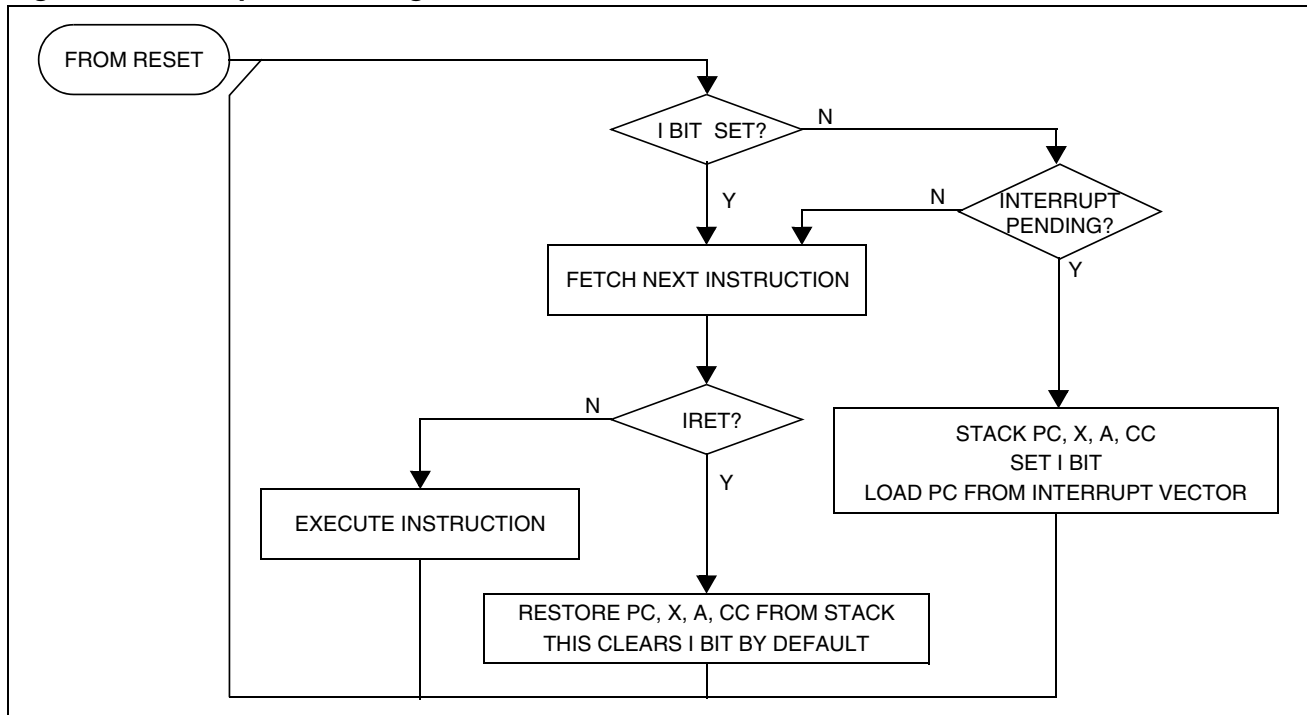 FROM RESET
I BIT SET?
N
Y
N
INTERRUPT
PENDING?
Y
FETCH NEXT INSTRUCTION
N
IRET?
Y
STACK PC, X, A, CC
SET I BIT
LOAD PC FROM INTERRUPT VECTOR
EXECUTE INSTRUCTION
RESTORE PC, X, A, CC FROM STACK
THIS CLEARS I BIT BY DEFAULT